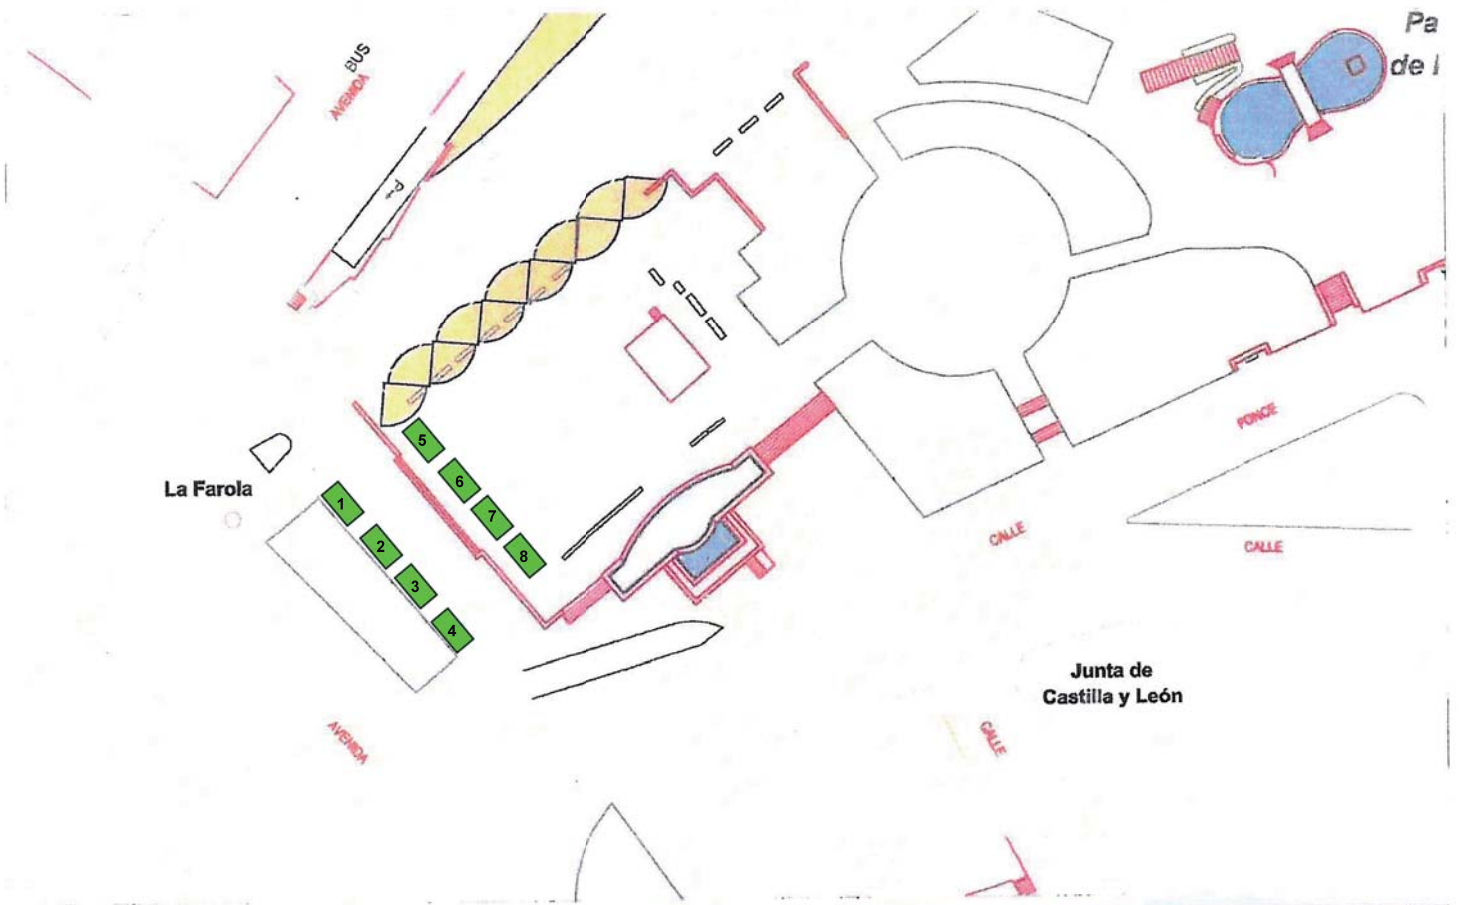 Pa
de l
BUS
AVENIDA
5
6
7
8
La Farola
1
2
3
4
PONCE
CALLE
CALLE
Junta de
Castilla y León
AVENIDA
CALLE